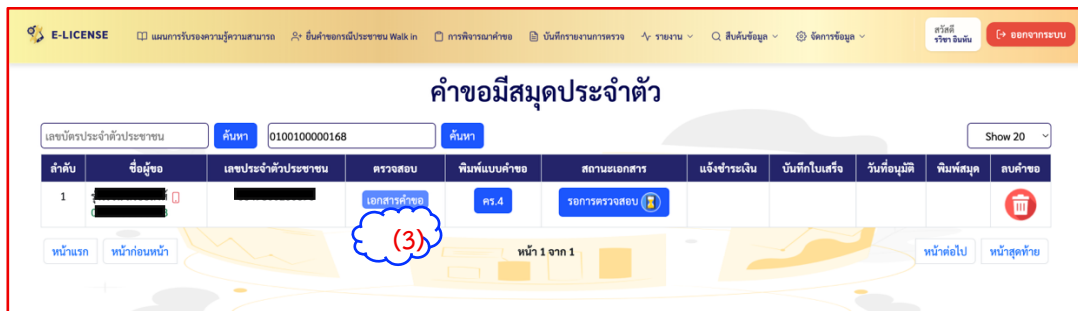 E-LICENSE แผนการรับรองความรู้ความสามารถ ยื่นคำขอกรณีประชาชน Walk in การพิจารณาคำขอ บันทึกรายงานการตรวจ รายงาน สืบค้นข้อมูล จัดการข้อมูล สวัสดี รวิชา อินทัน ออกจากระบบ
คำขอมีสมุดประจำตัว
เลขบัตรประจำตัวประชาชน ค้นหา 0100100000168 ค้นหา Show 20
ลำดับ ชื่อผู้ขอ เลขประจำตัวประชาชน ตรวจสอบ พิมพ์แบบคำขอ สถานะเอกสาร แจ้งชำระเงิน บันทึกใบเสร็จ วันที่อนุมัติ พิมพ์สมุด ลบคำขอ
1 เอกสารคำขอ คร.4 รอการตรวจสอบ
(3)
หน้าแรก หน้าก่อนหน้า หน้า 1 จาก 1 หน้าต่อไป หน้าสุดท้าย